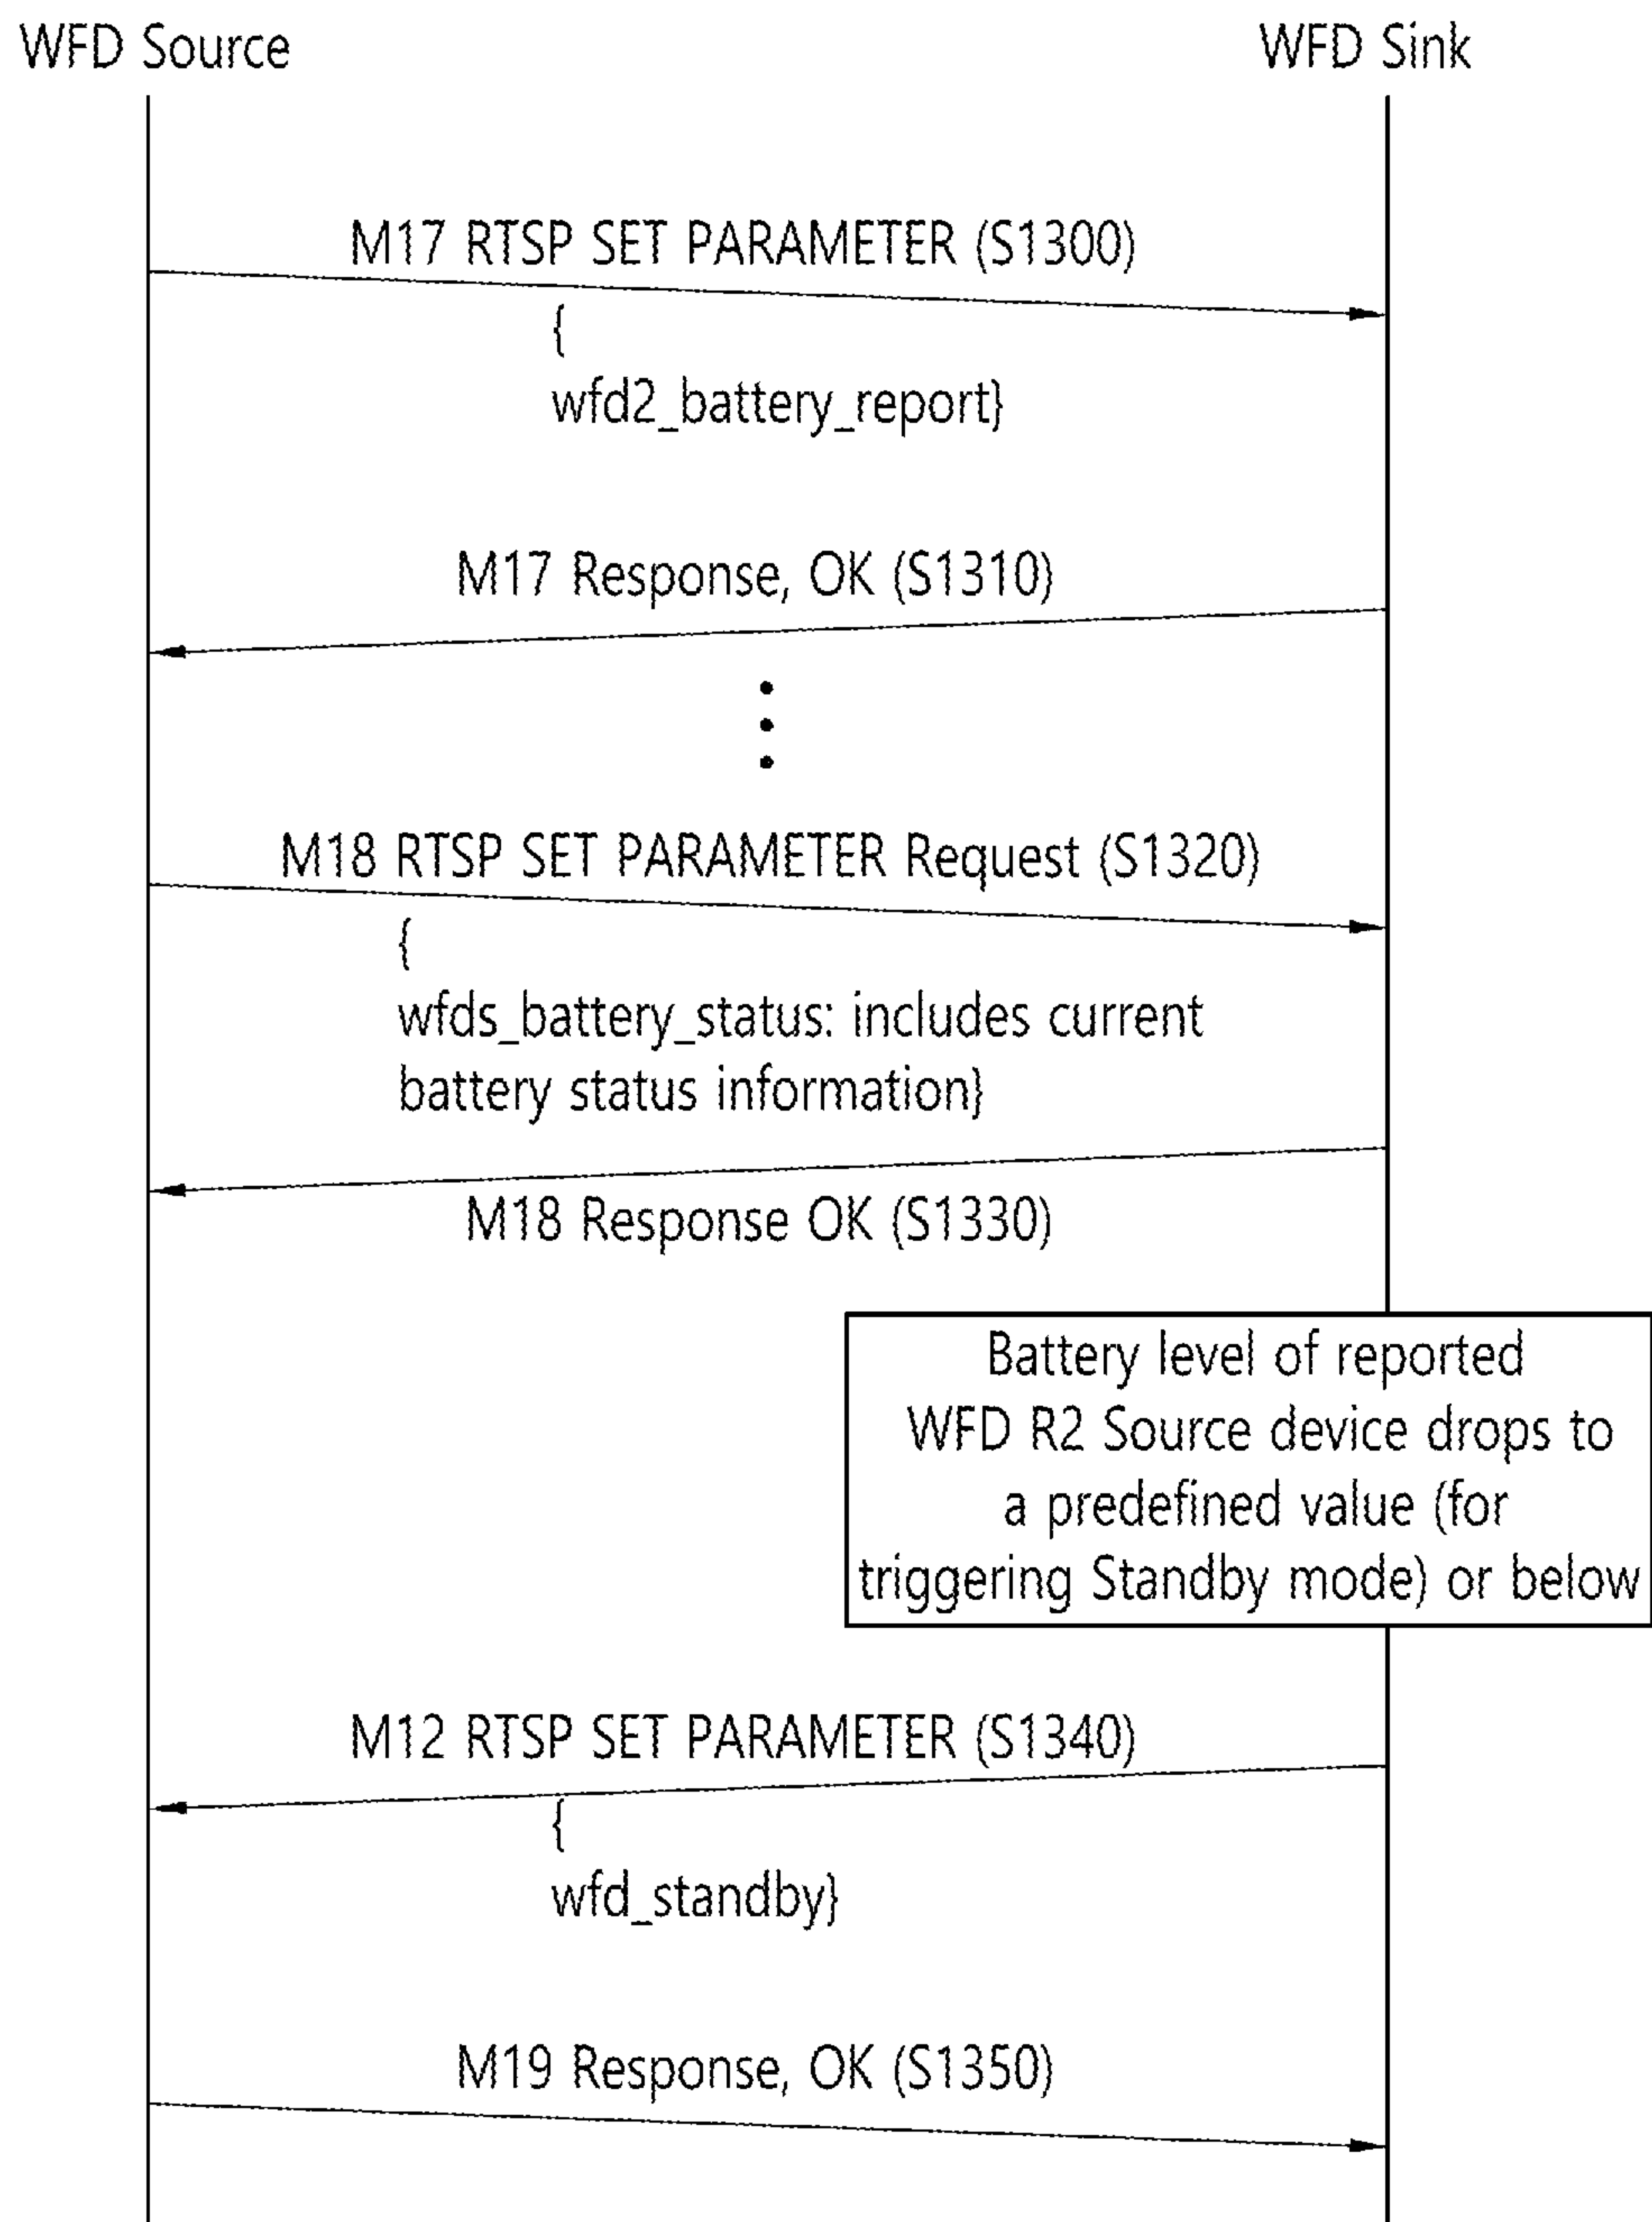 WFD Source
WFD Sink
M17 RTSP SET PARAMETER (S1300)
{
wfd2_battery_report}
M17 Response, OK (S1310)
M18 RTSP SET PARAMETER Request (S1320)
{
wfds_battery_status: includes current
battery status information}
M18 Response OK (S1330)
Battery level of reported
WFD R2 Source device drops to
a predefined value (for
triggering Standby mode) or below
M12 RTSP SET PARAMETER (S1340)
{
wfd_standby}
M19 Response, OK (S1350)